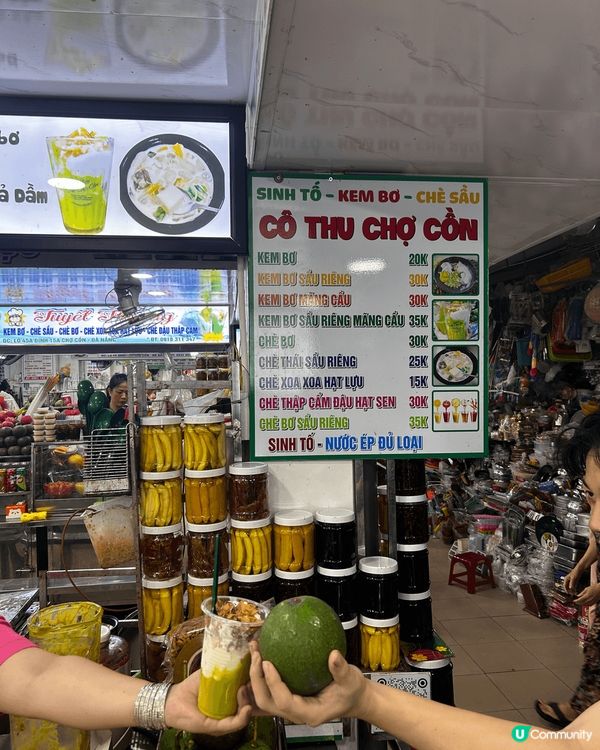 bơ
ả Dầm
SINH TỐ - KEM BƠ - CHÈ SẦU
CÔ THU CHỢ CỒN
KEM BƠ 20K
KEM BƠ SẦU RIÊNG 30K
KEM BƠ MÃNG CẦU 30K
KEM BƠ SẦU RIÊNG MÃNG CẦU 35K
CHÈ BƠ 30K
CHÈ THÁI SẦU RIÊNG 25K
CHÈ XOA XOA HẠT LỰU 15K
CHÈ THẬP CẨM ĐẬU HẠT SEN 30K
CHÈ BƠ SẦU RIÊNG 35K
SINH TỐ - NƯỚC ÉP ĐỦ LOẠI
Tuyết
KEM BƠ - CHÈ SẦU - CHÈ BƠ - CHÈ XOA XOA HẠT LỰU - CHÈ ĐẬU THẬP CẨM
U Community